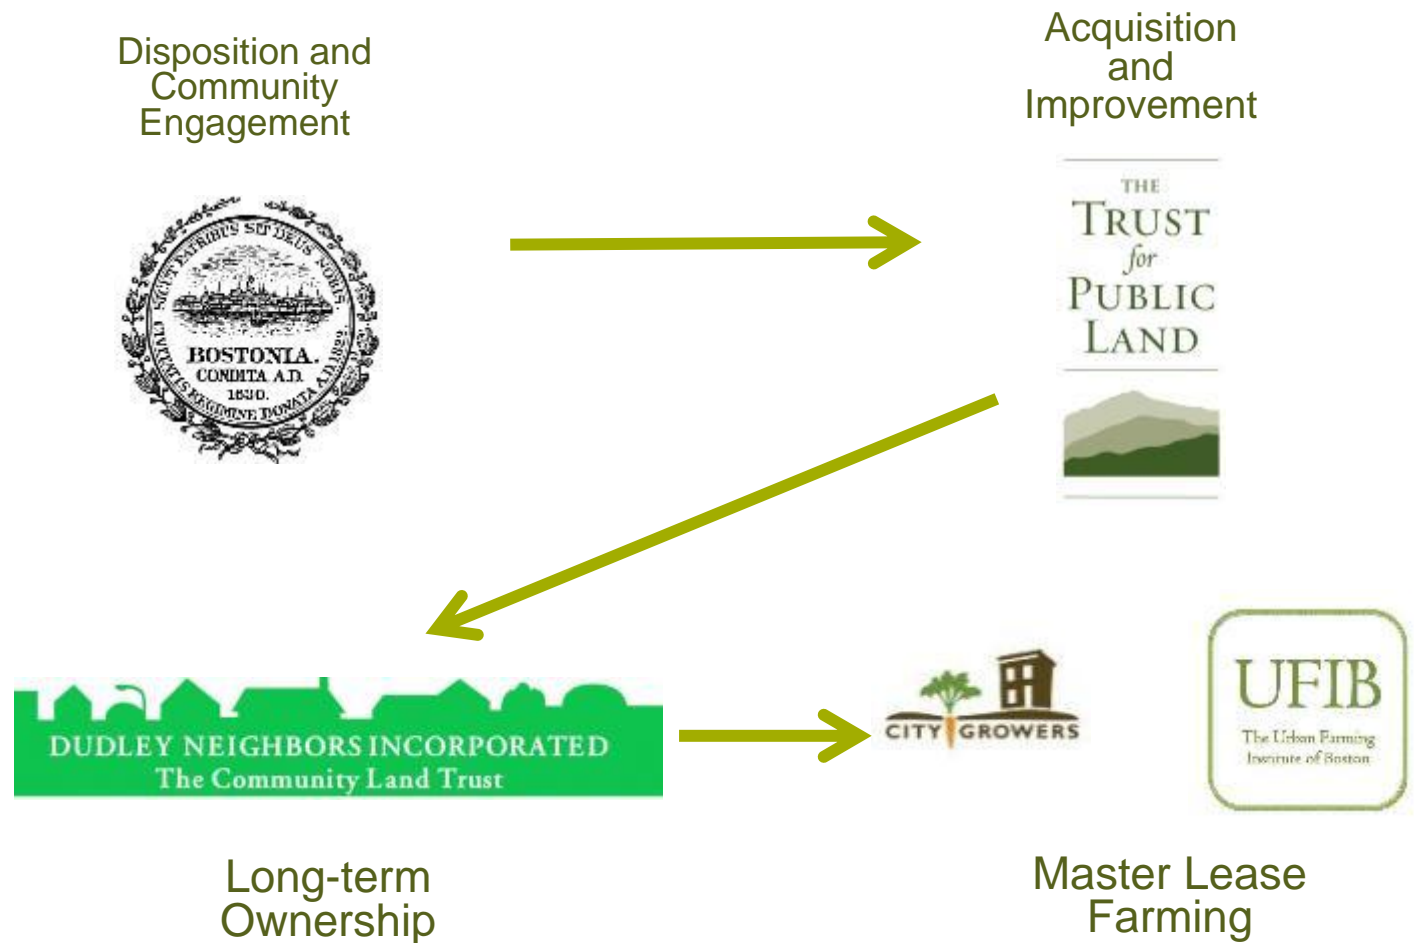 Disposition and
Community
Engagement
Acquisition
and
Improvement
SICUT PATRIBUS SIT DEUS NOBIS.
BOSTONIA.
CONDITA A.D.
1630.
CIVITATIS REGIMINE DONATA A.D. 1822.
THE
TRUST
for
PUBLIC
LAND
DUDLEY NEIGHBORS INCORPORATED
The Community Land Trust
CITY GROWERS
UFIB
The Urban Farming
Institute of Boston
Long-term
Ownership
Master Lease
Farming